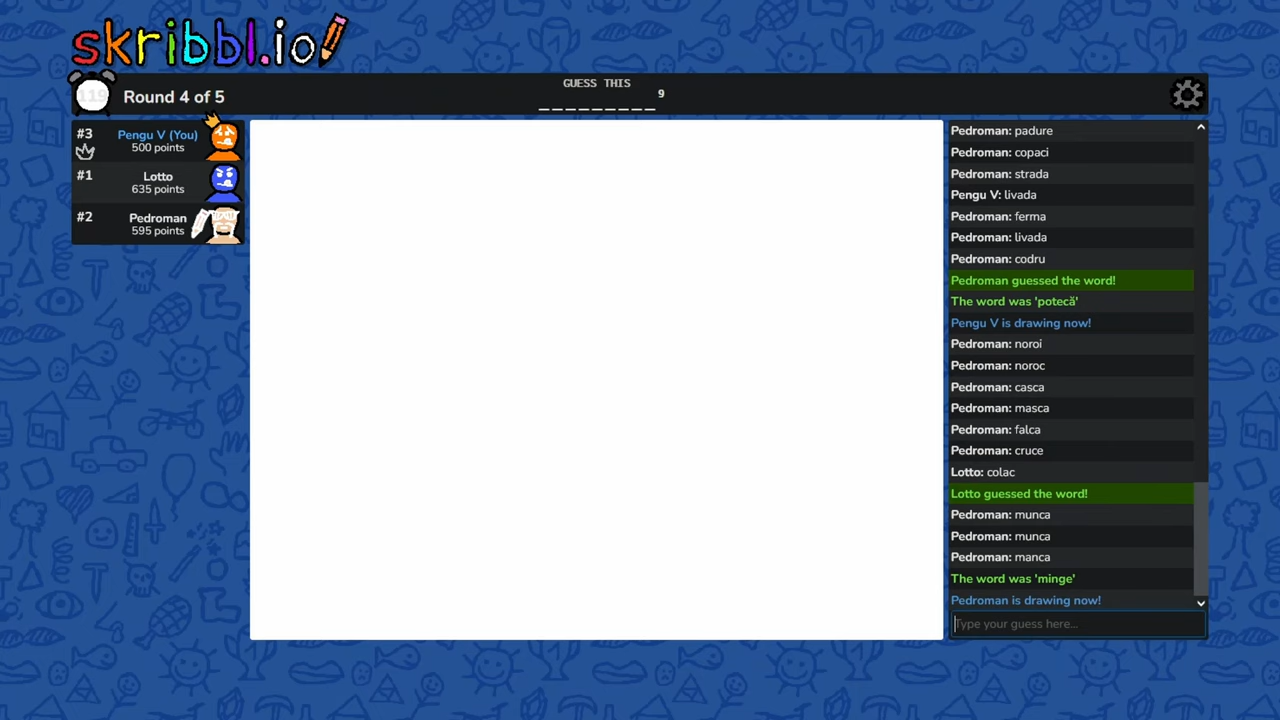 skribbl.io
119
Round 4 of 5
GUESS THIS
_________ 9
#3
Pengu V (You)
500 points
#1
Lotto
635 points
#2
Pedroman
595 points
Pedroman: padure
Pedroman: copaci
Pedroman: strada
Pengu V: livada
Pedroman: ferma
Pedroman: livada
Pedroman: codru
Pedroman guessed the word!
The word was 'potecă'
Pengu V is drawing now!
Pedroman: noroi
Pedroman: noroc
Pedroman: casca
Pedroman: masca
Pedroman: falca
Pedroman: cruce
Lotto: colac
Lotto guessed the word!
Pedroman: munca
Pedroman: munca
Pedroman: manca
The word was 'minge'
Pedroman is drawing now!
Type your guess here...